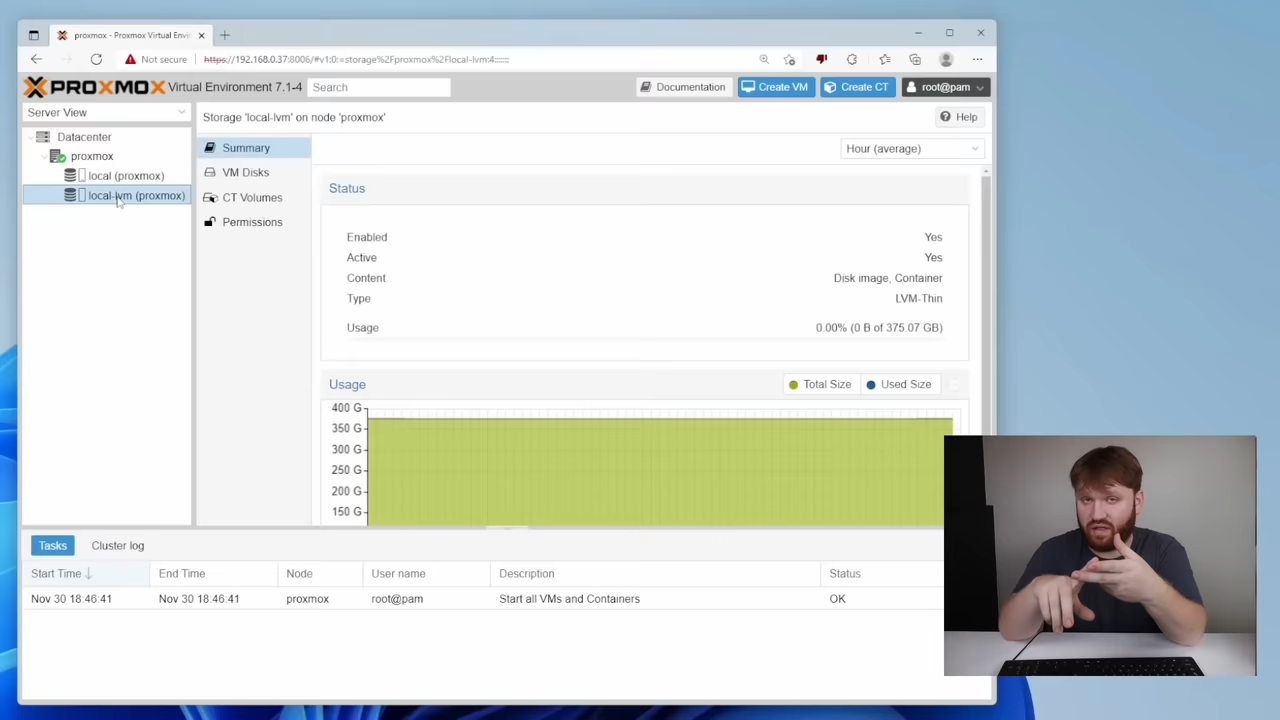 proxmox - Proxmox Virtual Envi
Not secure https://192.168.0.37:8006/#v1:0:=storage%2Fproxmox%2Flocal-lvm:4::::::
PROXMOX Virtual Environment 7.1-4 Search Documentation Create VM Create CT root@pam
Server View
Storage 'local-lvm' on node 'proxmox' Help
Datacenter
proxmox
local (proxmox)
local-lvm (proxmox)
Summary
VM Disks
CT Volumes
Permissions
Hour (average)
Status
Enabled Yes
Active Yes
Content Disk image, Container
Type LVM-Thin
Usage 0.00% (0 B of 375.07 GB)
Usage Total Size Used Size
400 G
350 G
300 G
250 G
200 G
150 G
Tasks Cluster log
Start Time End Time Node User name Description Status
Nov 30 18:46:41 Nov 30 18:46:41 proxmox root@pam Start all VMs and Containers OK